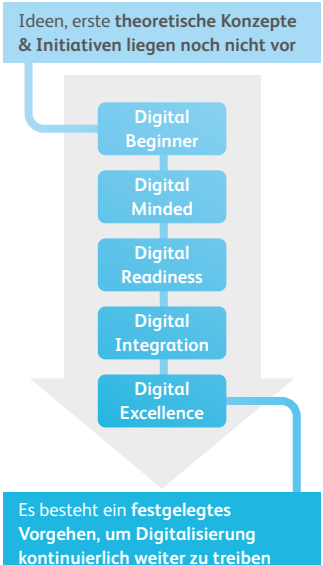 Ideen, erste theoretische Konzepte
& Initiativen liegen noch nicht vor
Digital
Beginner
Digital
Minded
Digital
Readiness
Digital
Integration
Digital
Excellence
Es besteht ein festgelegtes
Vorgehen, um Digitalisierung
kontinuierlich weiter zu treiben